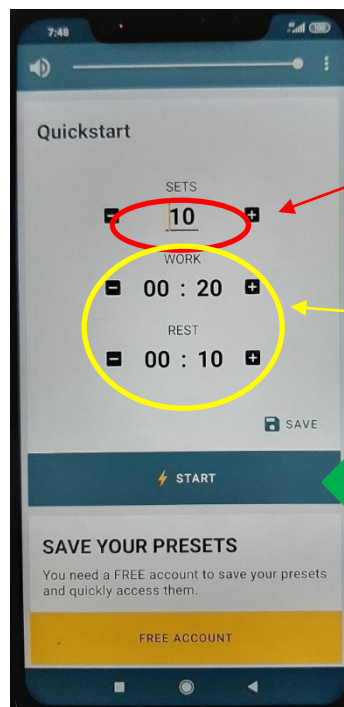 7:48
Quickstart
SETS
10
WORK
00 : 20
REST
00 : 10
SAVE
START
SAVE YOUR PRESETS
You need a FREE account to save your presets
and quickly access them.
FREE ACCOUNT